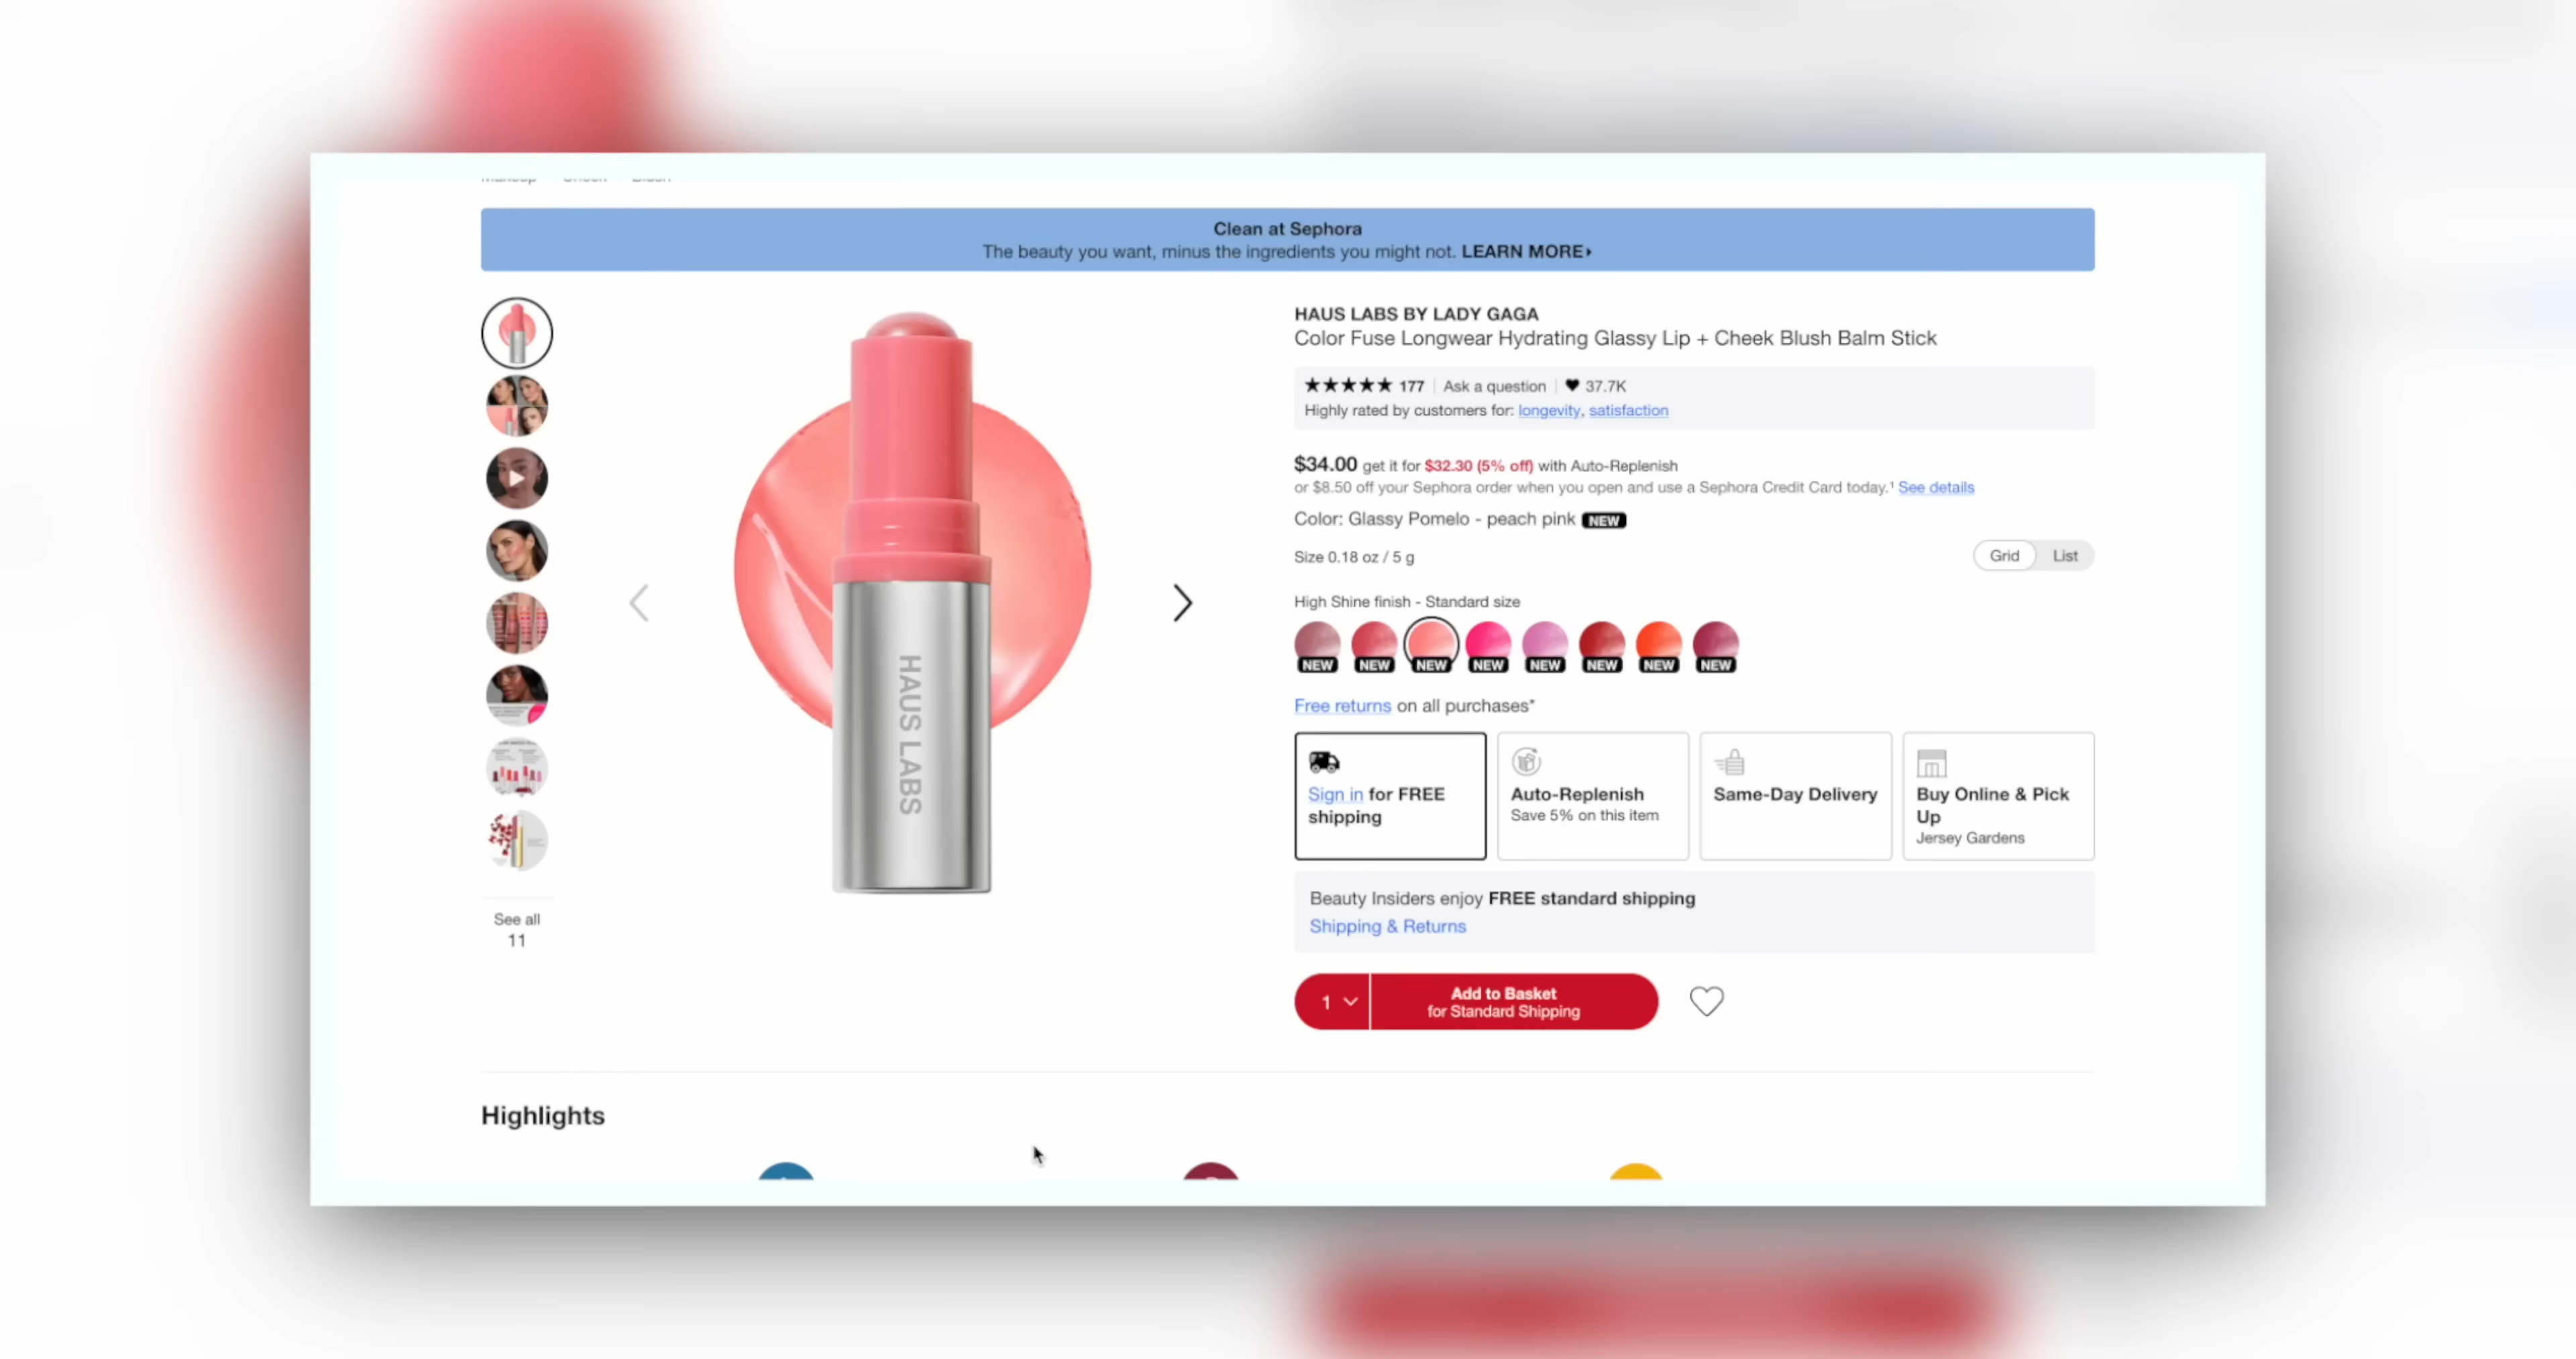 Clean at Sephora
The beauty you want, minus the ingredients you might not. LEARN MORE
HAUS LABS BY LADY GAGA
Color Fuse Longwear Hydrating Glassy Lip + Cheek Blush Balm Stick
★★★★★ 177 | Ask a question | ♥ 37.7K
Highly rated by customers for: longevity, satisfaction
$34.00 get it for $32.30 (5% off) with Auto-Replenish
or $8.50 off your Sephora order when you open and use a Sephora Credit Card today.¹ See details
Color: Glassy Pomelo - peach pink NEW
Size 0.18 oz / 5 g
Grid List
High Shine finish - Standard size
NEW NEW NEW NEW NEW NEW NEW NEW
HAUS LABS
Free returns on all purchases*
Sign in for FREE
shipping
Auto-Replenish
Save 5% on this item
Same-Day Delivery
Buy Online & Pick
Up
Jersey Gardens
See all
11
Beauty Insiders enjoy FREE standard shipping
Shipping & Returns
1
Add to Basket
for Standard Shipping
Highlights